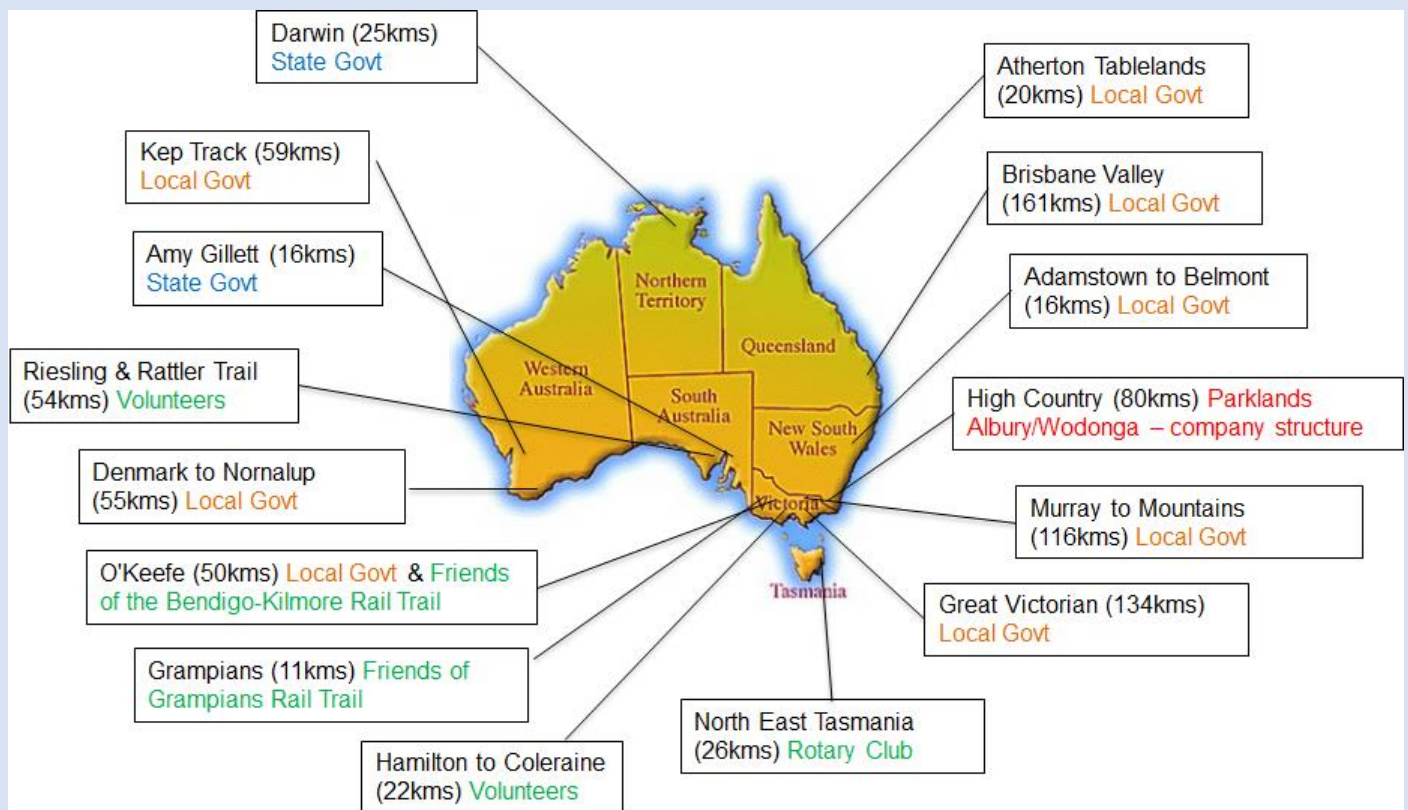 Darwin (25kms)
State Govt
Atherton Tablelands
(20kms) Local Govt
Kep Track (59kms)
Local Govt
Brisbane Valley
(161kms) Local Govt
Amy Gillett (16kms)
State Govt
Adamstown to Belmont
(16kms) Local Govt
Northern
Territory
Queensland
Western
Australia
South
Australia
New South
Wales
Victoria
Tasmania
Riesling & Rattler Trail
(54kms) Volunteers
High Country (80kms) Parklands
Albury/Wodonga – company structure
Denmark to Nornalup
(55kms) Local Govt
Murray to Mountains
(116kms) Local Govt
O'Keefe (50kms) Local Govt & Friends
of the Bendigo-Kilmore Rail Trail
Great Victorian (134kms)
Local Govt
Grampians (11kms) Friends of
Grampians Rail Trail
North East Tasmania
(26kms) Rotary Club
Hamilton to Coleraine
(22kms) Volunteers